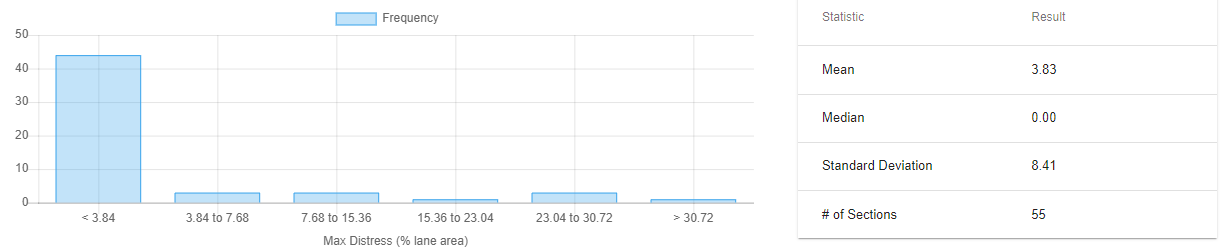 Frequency
50
40
30
20
10
0
< 3.84 3.84 to 7.68 7.68 to 15.36 15.36 to 23.04 23.04 to 30.72 > 30.72
Max Distress (% lane area)
Statistic Result
Mean 3.83
Median 0.00
Standard Deviation 8.41
# of Sections 55